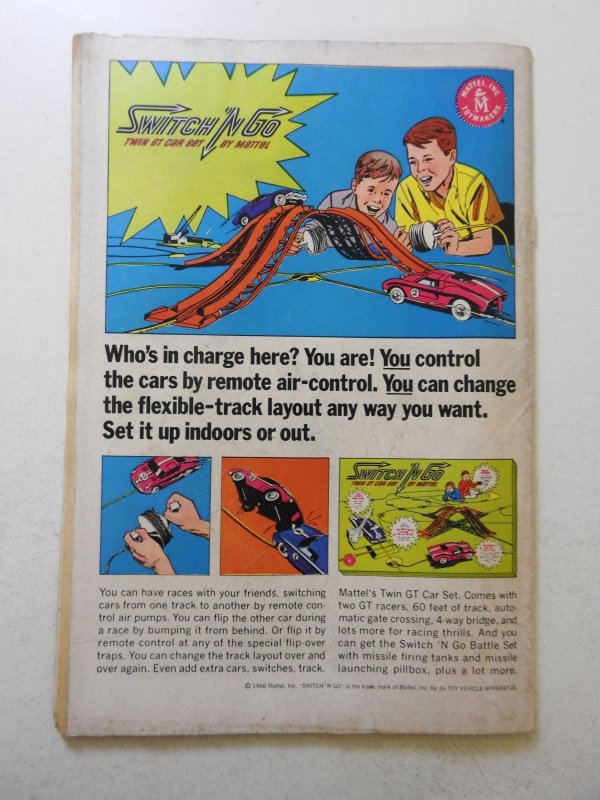 SWITCH 'N GO
TWIN GT CAR SET BY MATTEL
MATTEL, INC.
M
TOYMAKERS
2
Who's in charge here? You are! You control
the cars by remote air-control. You can change
the flexible-track layout any way you want.
Set it up indoors or out.
SWITCH 'N GO
TWIN GT CAR SET BY MATTEL
You can have races with your friends, switching
cars from one track to another by remote con-
trol air pumps. You can flip the other car during
a race by bumping it from behind. Or flip it by
remote control at any of the special flip-over
traps. You can change the track layout over and
over again. Even add extra cars, switches, track.
Mattel's Twin GT Car Set. Comes with
two GT racers, 60 feet of track, auto-
matic gate crossing, 4-way bridge, and
lots more for racing thrills. And you
can get the Switch 'N Go Battle Set
with missile firing tanks and missile
launching pillbox, plus a lot more.
© 1966 Mattel, Inc. "SWITCH 'N GO" is the trade mark of Mattel, Inc. for its TOY VEHICLE APPARATUS